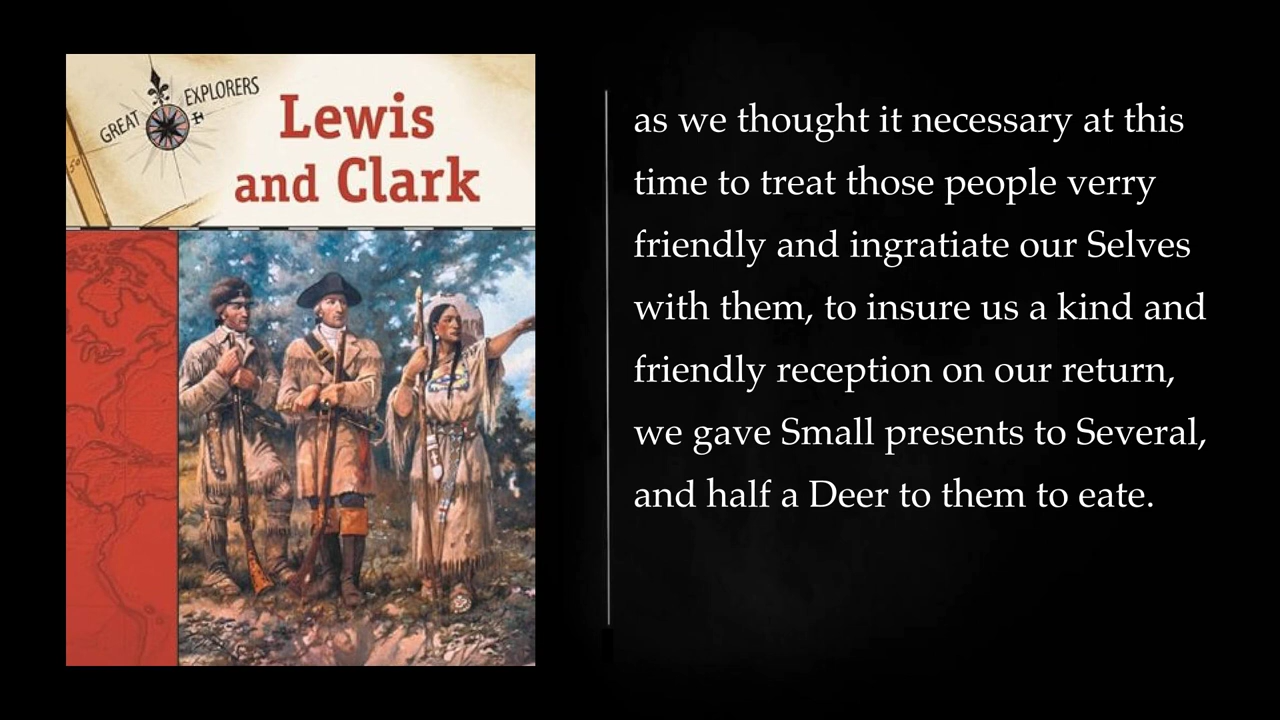 GREAT EXPLORERS
Lewis
and Clark
50
as we thought it necessary at this
time to treat those people verry
friendly and ingratiate our Selves
with them, to insure us a kind and
friendly reception on our return,
we gave Small presents to Several,
and half a Deer to them to eate.